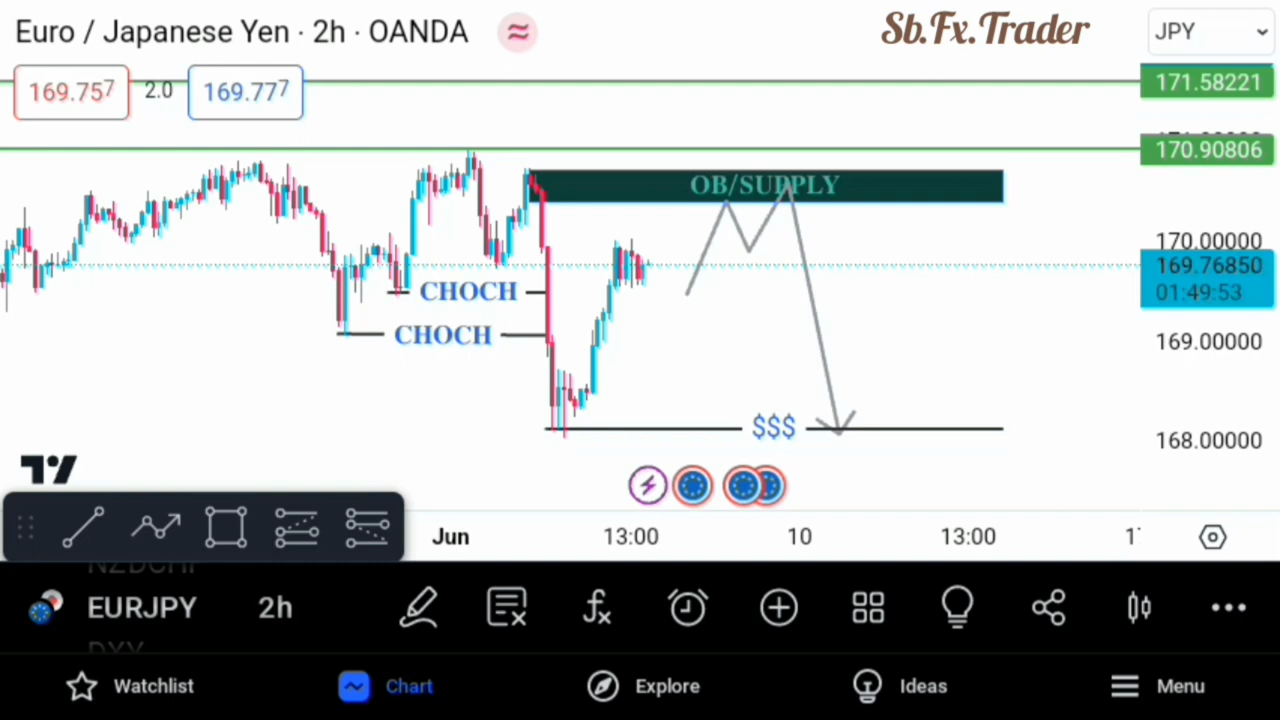 Euro / Japanese Yen · 2h · OANDA ≈
Sb.Fx.Trader
JPY
169.757 2.0 169.777
171.58221
170.90806
OB/SUPPLY
170.00000
169.76850
01:49:53
CHOCH
CHOCH
169.00000
$$$
168.00000
Jun 13:00 10 13:00
NZDCHF
EURJPY 2h
DXY
Watchlist Chart Explore Ideas Menu